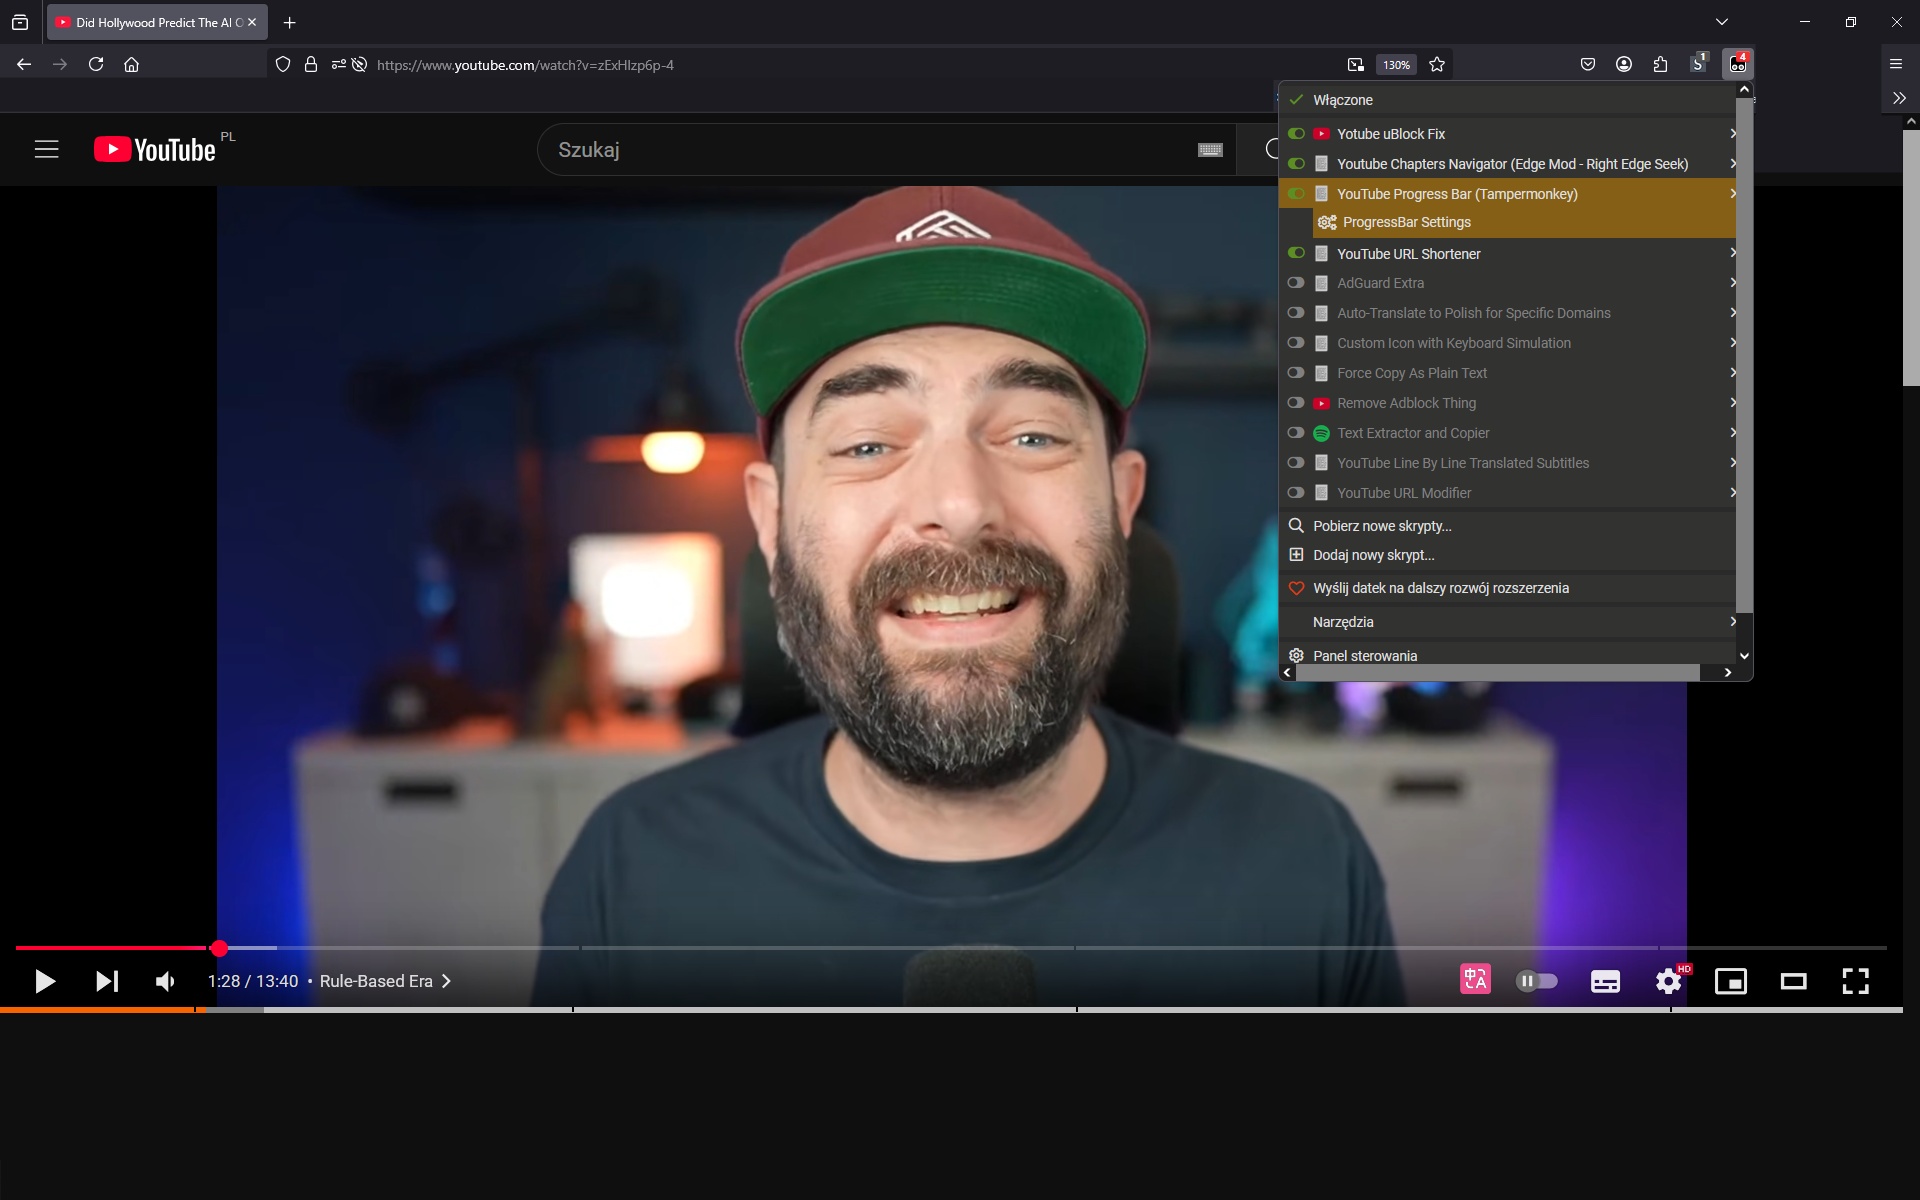 Did Hollywood Predict The AI
https://www.youtube.com/watch?v=zExHlzp6p-4
130%
S
1
4
Włączone
YouTube
PL
Szukaj
Yotube uBlock Fix
Youtube Chapters Navigator (Edge Mod - Right Edge Seek)
YouTube Progress Bar (Tampermonkey)
ProgressBar Settings
YouTube URL Shortener
AdGuard Extra
Auto-Translate to Polish for Specific Domains
Custom Icon with Keyboard Simulation
Force Copy As Plain Text
Remove Adblock Thing
Text Extractor and Copier
YouTube Line By Line Translated Subtitles
YouTube URL Modifier
Pobierz nowe skrypty...
Dodaj nowy skrypt...
Wyślij datek na dalszy rozwój rozszerzenia
Narzędzia
Panel sterowania
1:28 / 13:40 • Rule-Based Era
中A
HD